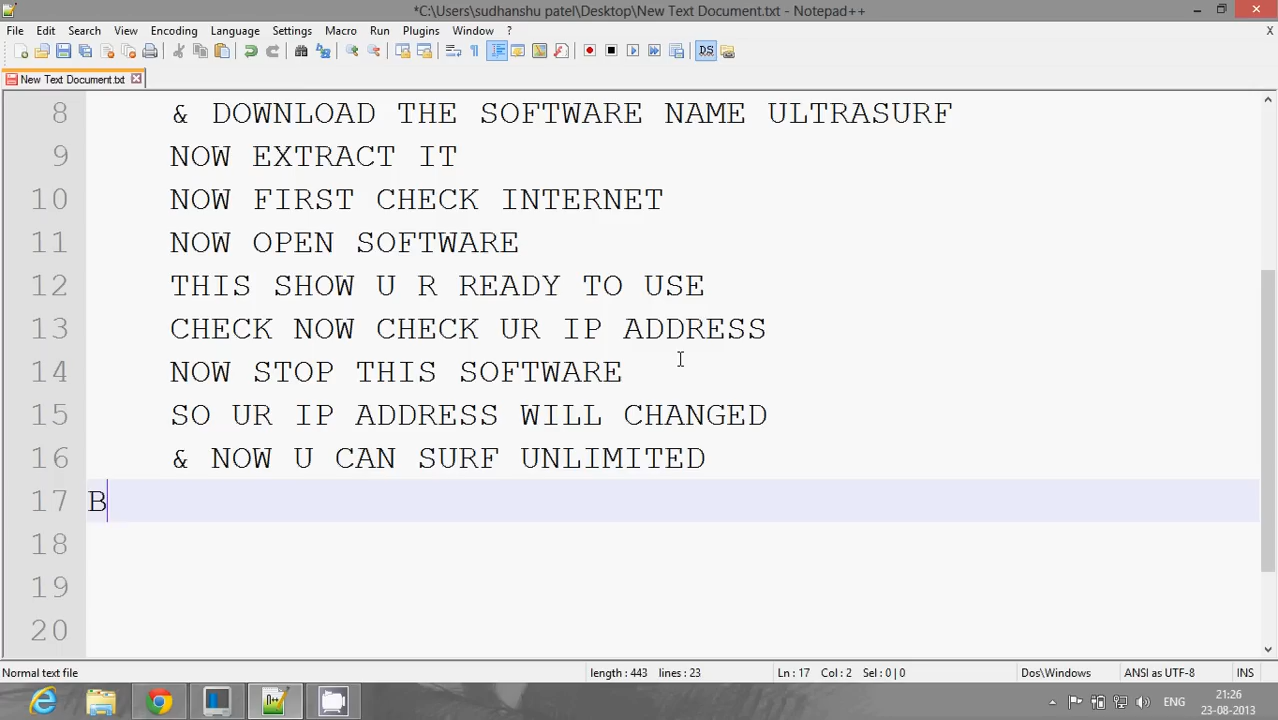 *C:\Users\sudhanshu patel\Desktop\New Text Document.txt - Notepad++
File Edit Search View Encoding Language Settings Macro Run Plugins Window ? X
New Text Document.txt
8 & DOWNLOAD THE SOFTWARE NAME ULTRASURF
9 NOW EXTRACT IT
10 NOW FIRST CHECK INTERNET
11 NOW OPEN SOFTWARE
12 THIS SHOW U R READY TO USE
13 CHECK NOW CHECK UR IP ADDRESS
14 NOW STOP THIS SOFTWARE
15 SO UR IP ADDRESS WILL CHANGED
16 & NOW U CAN SURF UNLIMITED
17 B
18
19
20
Normal text file length : 443 lines : 23 Ln : 17 Col : 2 Sel : 0 | 0 Dos\Windows ANSI as UTF-8 INS
ENG 21:26
23-08-2013